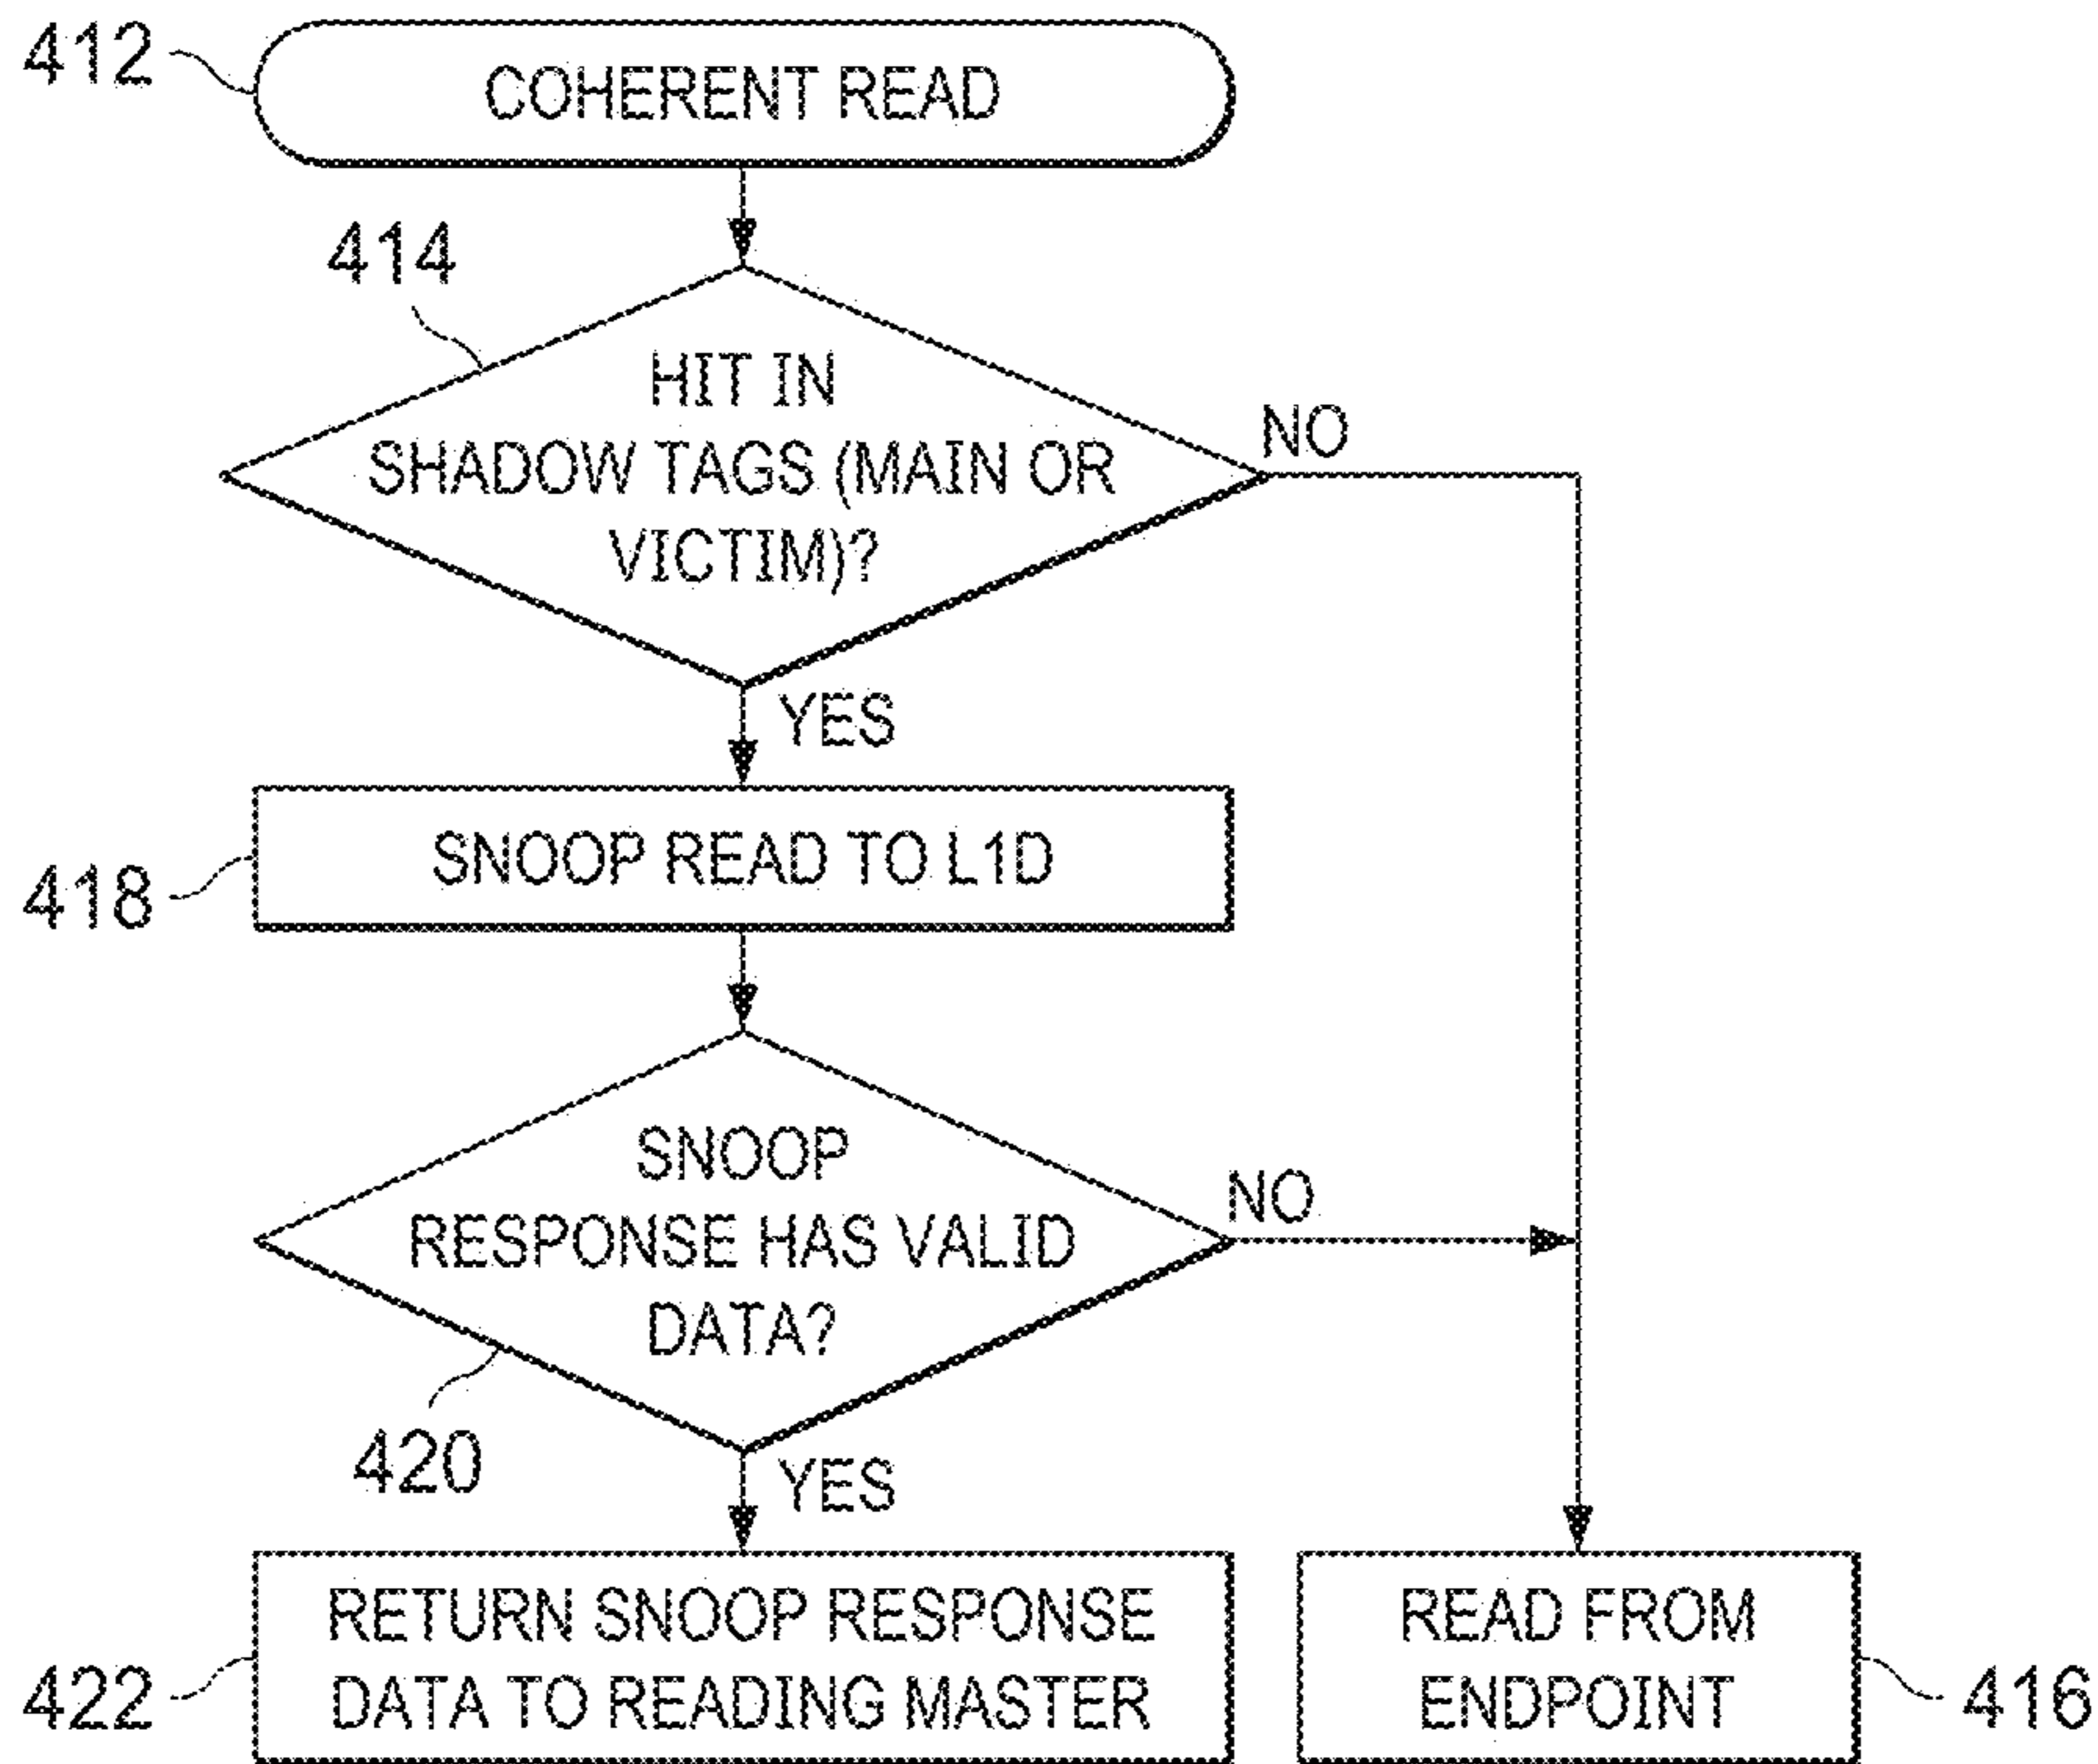 412
COHERENT READ
414
HIT IN
SHADOW TAGS (MAIN OR
VICTIM)?
NO
YES
418
SNOOP READ TO L1D
SNOOP
RESPONSE HAS VALID
DATA?
NO
420
YES
422
RETURN SNOOP RESPONSE
DATA TO READING MASTER
READ FROM
ENDPOINT
416